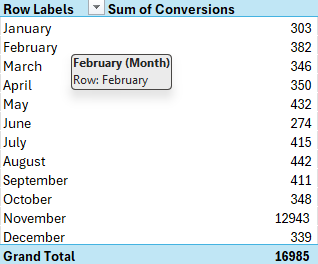 Row Labels Sum of Conversions
January 303
February 382
March 346
February (Month)
Row: February
April 350
May 432
June 274
July 415
August 442
September 411
October 348
November 12943
December 339
Grand Total 16985